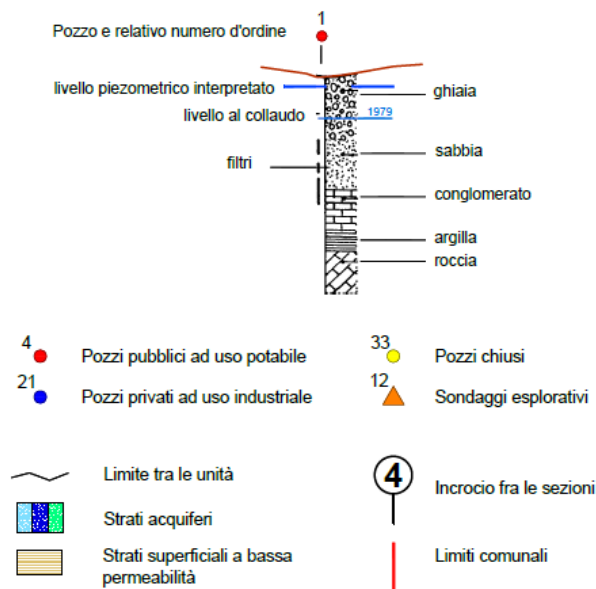 1
Pozzo e relativo numero d'ordine
livello piezometrico interpretato
ghiaia
livello al collaudo
1979
sabbia
filtri
conglomerato
argilla
roccia
4
Pozzi pubblici ad uso potabile
33
Pozzi chiusi
21
Pozzi privati ad uso industriale
12
Sondaggi esplorativi
Limite tra le unità
4
Incrocio fra le sezioni
Strati acquiferi
Strati superficiali a bassa
permeabilità
Limiti comunali